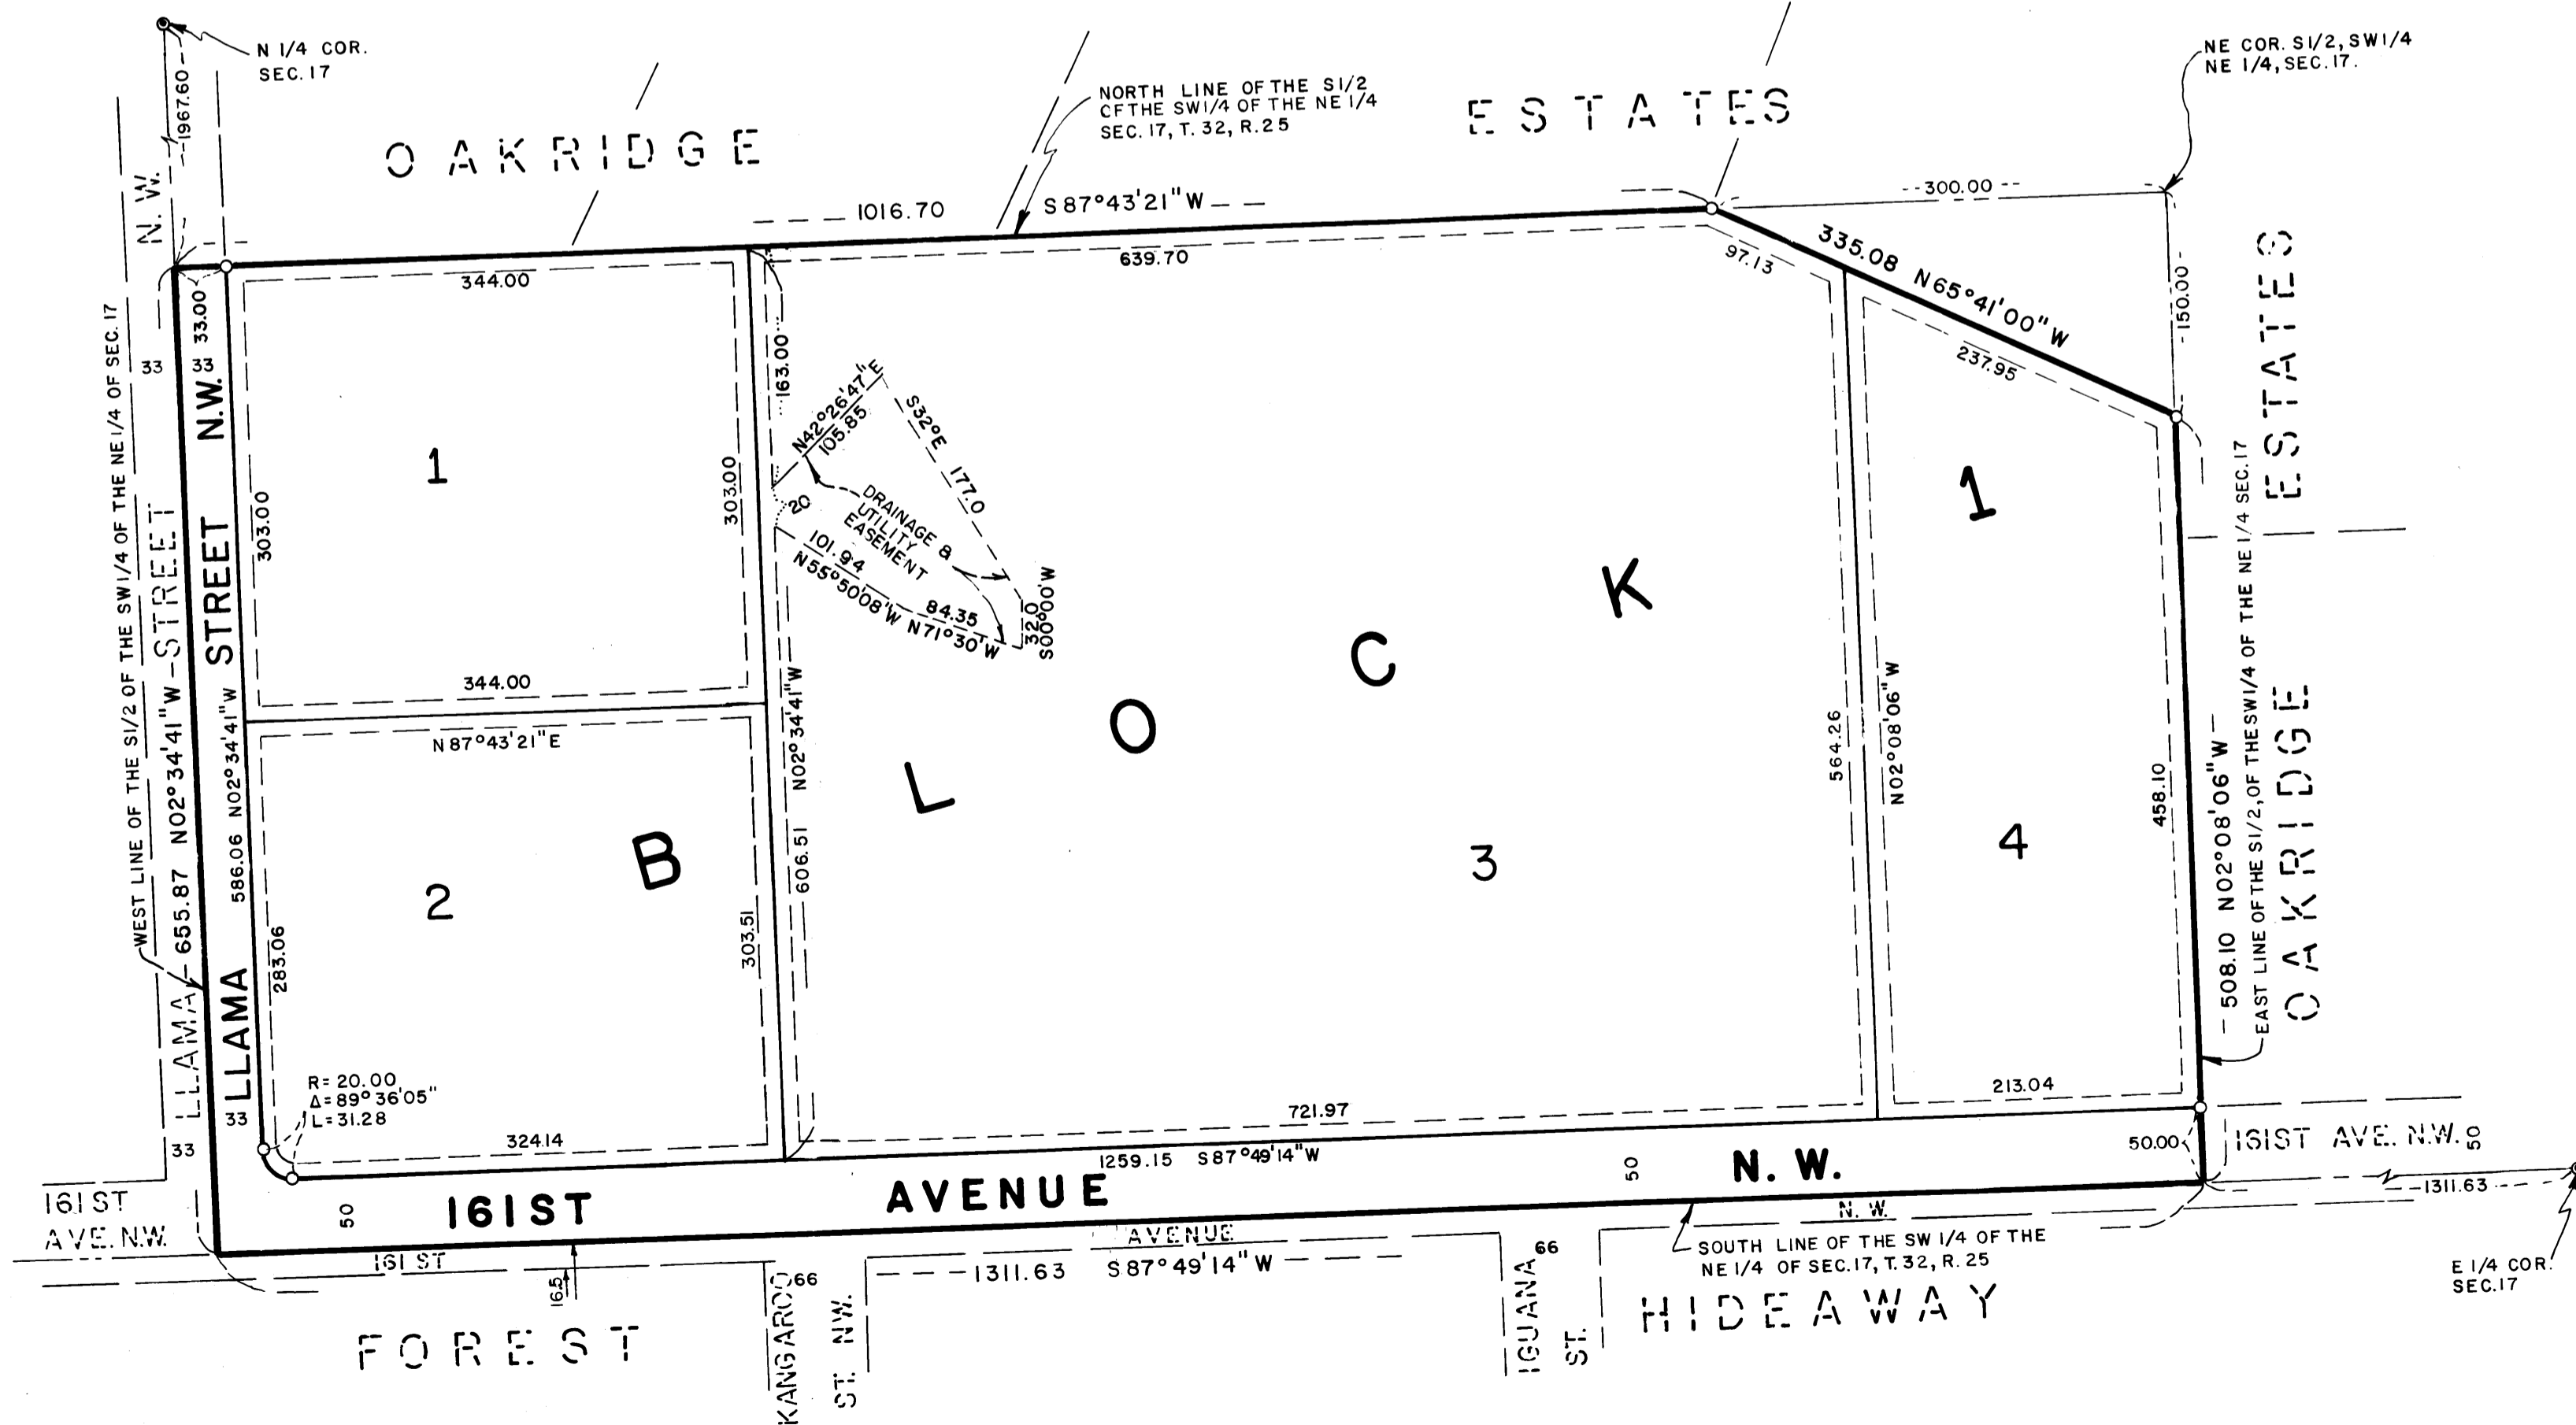 N 1/4 COR.
SEC. 17
1967.60
N. W.
OAKRIDGE
ESTATES
NORTH LINE OF THE S1/2
CF THE SW1/4 OF THE NE 1/4
SEC. 17, T. 32, R. 25
NE COR. S1/2, SW1/4
NE 1/4, SEC. 17.
1016.70 S 87°43'21" W
300.00
150.00
335.08 N 65°41'00" W
97.13
237.95
639.70
344.00
33.00
33
33
303.00
1
303.00
163.00
N42°26'47"E
105.85
S32°E 177.0
20
DRAINAGE &
UTILITY
EASEMENT
101.94
N55°50'08"W
84.35
N71°30'W
32.0
S00°00'W
344.00
N 87°43'21"E
WEST LINE OF THE S1/2 OF THE SW1/4 OF THE NE 1/4 OF SEC. 17
LLAMA STREET
655.87 N02°34'41"W
LLAMA STREET N.W.
586.06 N02°34'41"W
283.06
2
303.51
606.51 N02°34'41"W
BLOCK 1
3
564.26
N02°08'06"W
4
458.10
508.10 N02°08'06"W
EAST LINE OF THE S1/2, OF THE SW1/4 OF THE NE 1/4 SEC. 17
OAKRIDGE ESTATES
R= 20.00
Δ= 89°36'05"
L= 31.28
33
33
324.14
721.97
213.04
1259.15 S 87°49'14" W
50
50
50.00
161ST AVENUE N. W.
161ST AVE. N.W.
50
1311.63
161 ST
AVE. N.W.
161 ST AVENUE N. W.
16.5
1311.63 S 87°49'14" W
KANGAROO
ST. NW.
66
IGUANA
ST.
66
SOUTH LINE OF THE SW 1/4 OF THE
NE 1/4 OF SEC. 17, T. 32, R. 25
E 1/4 COR.
SEC. 17
FOREST
HIDEAWAY